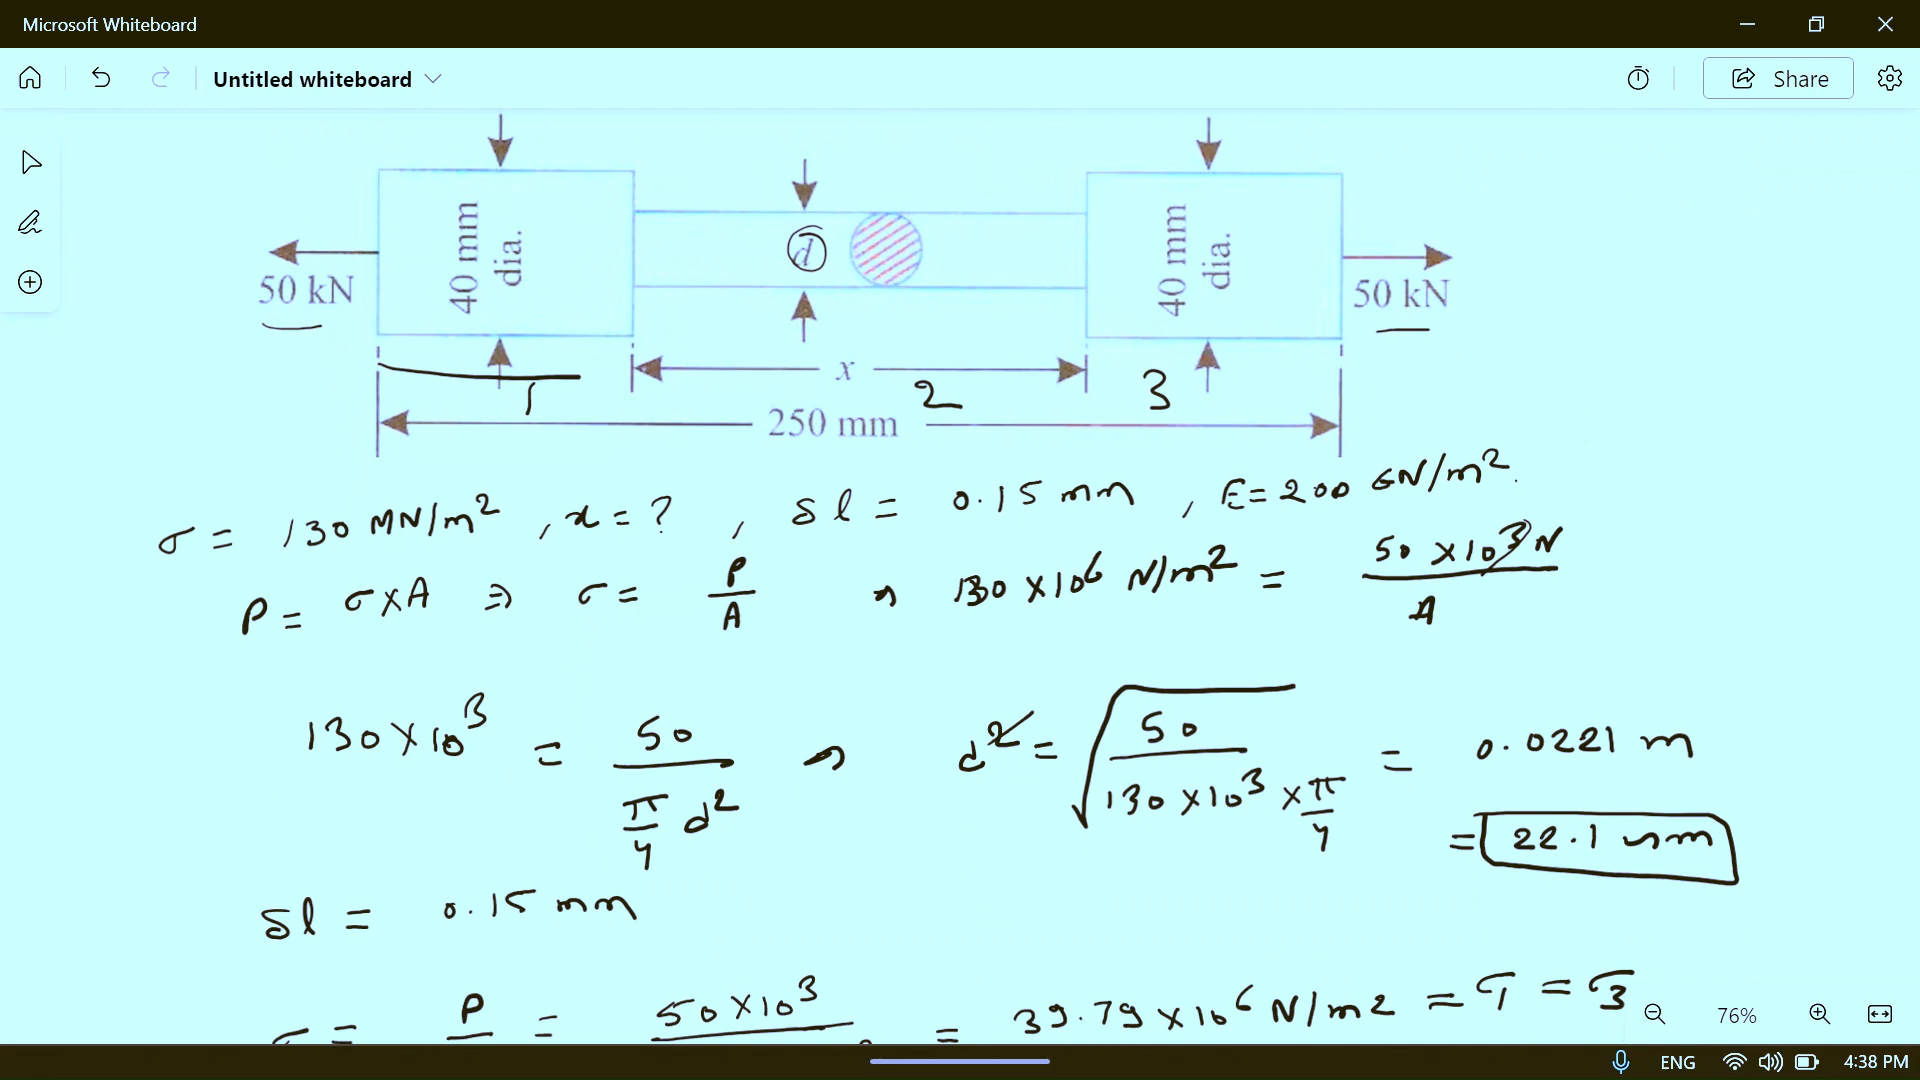 Microsoft Whiteboard
Untitled whiteboard
Share
40 mm
dia.
d
40 mm
dia.
50 kN
50 kN
x
1
2
3
250 mm
σ = 130 MN/m², x = ?, δl = 0.15 mm, E = 200 GN/m².
P = σ×A ⇒ σ = P/A ⇒ 130×10⁶ N/m² = 50×10³ N / A
130×10³ = 50 / (π/4 d²) ⇒ d² = √(50 / (130×10³ × π/4)) = 0.0221 m
= 22.1 mm
δl = 0.15 mm
σ = P = 50×10³ = 39.79×10⁶ N/m2 = σ1 = σ3
76%
ENG
4:38 PM